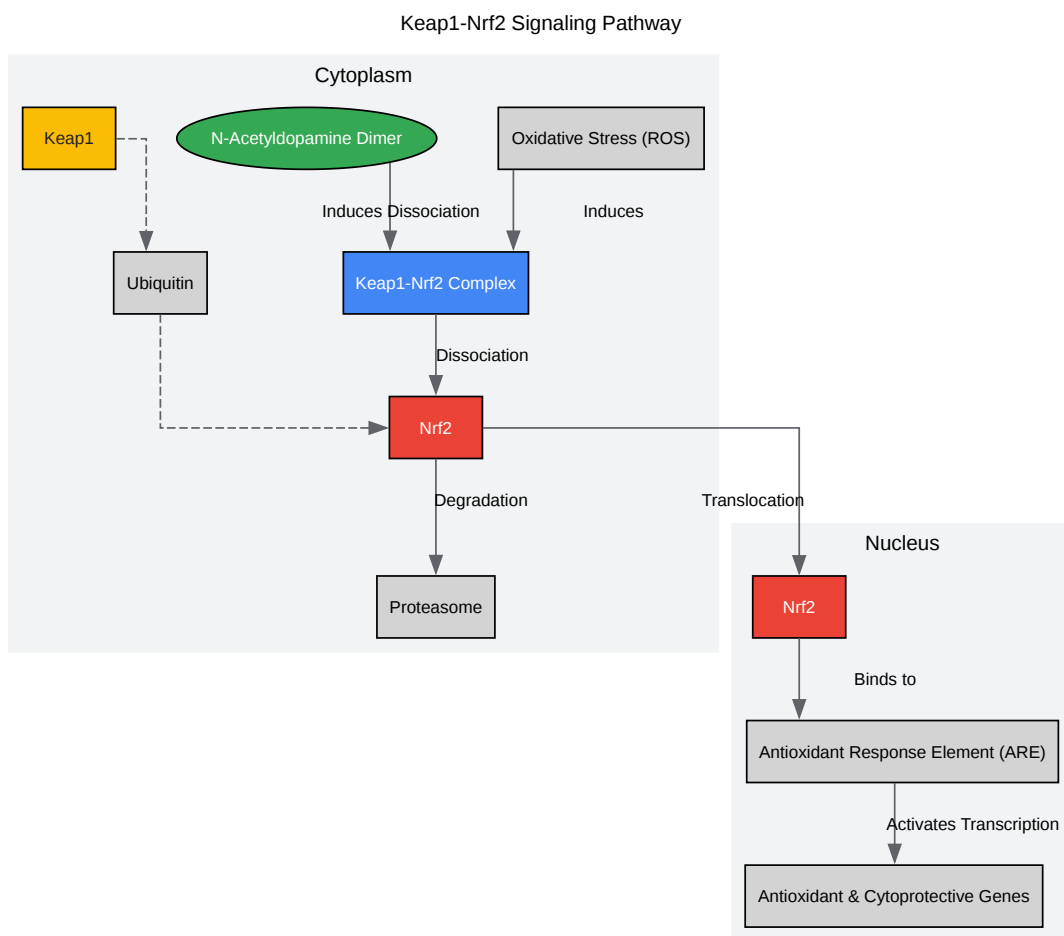 Keap1-Nrf2 Signaling Pathway
Cytoplasm
Keap1
N-Acetyldopamine Dimer
Oxidative Stress (ROS)
Induces Dissociation
Induces
Ubiquitin
Keap1-Nrf2 Complex
Dissociation
Nrf2
Degradation
Translocation
Nucleus
Proteasome
Nrf2
Binds to
Antioxidant Response Element (ARE)
Activates Transcription
Antioxidant & Cytoprotective Genes